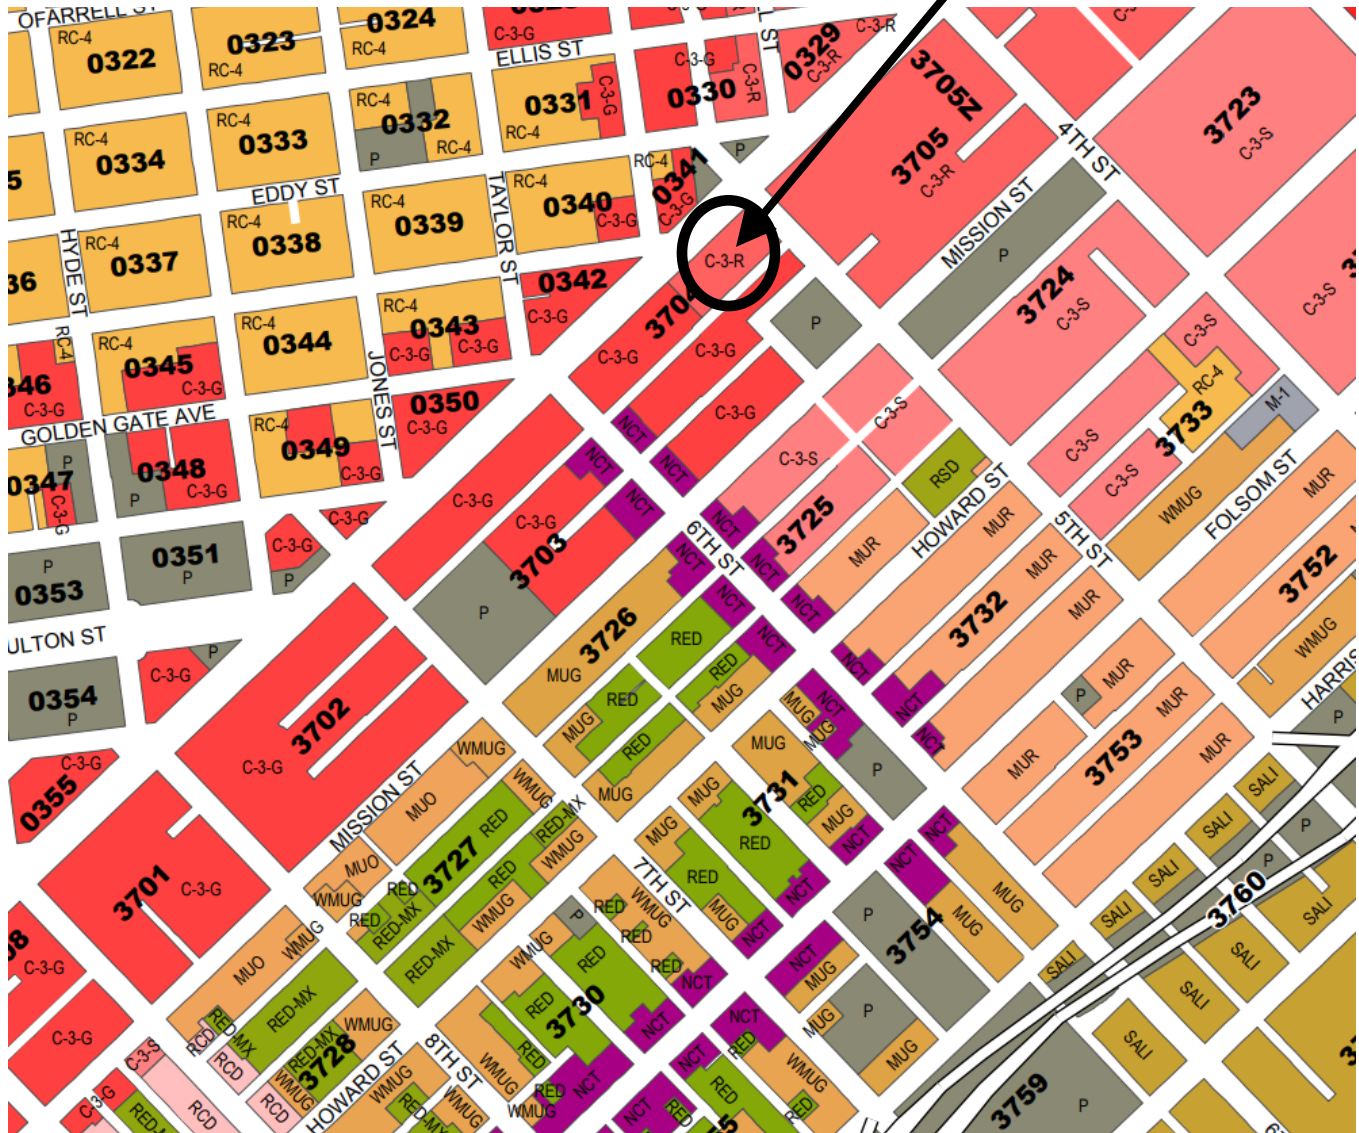 OFARRELL ST
RC-4
0322
0323
RC-4
0324
RC-4
C-3-G
ELLIS ST
C-3-G
0330
C-3-R
0329
C-3-R
C-3-R
3705Z
3705
C-3-R
4TH ST
3723
C-3-S
RC-4
0334
RC-4
0333
RC-4
0332
P
RC-4
0331
RC-4
C-3-G
P
EDDY ST
RC-4
0337
RC-4
0338
RC-4
0339
TAYLOR ST
RC-4
0340
C-3-G
RC-4
0341
C-3-G
MISSION ST
P
HYDE ST
RC-4
0344
RC-4
0343
C-3-G
C-3-G
0342
C-3-G
C-3-R
3704
C-3-G
C-3-G
P
3724
C-3-S
C-3-S
RC-4
RC-4
0345
C-3-G
C-3-G
GOLDEN GATE AVE
JONES ST
0350
C-3-G
C-3-G
NCT
NCT
C-3-S
C-3-S
C-3-S
RC-4
3733
M-1
C-3-S
C-3-S
0347
P
C-3-G
0348
P
C-3-G
RC-4
0349
C-3-G
C-3-G
C-3-G
C-3-G
3703
NCT
NCT
6TH ST
NCT
NCT
3725
RSD
MUR
HOWARD ST
MUR
MUR
MUR
5TH ST
WMUG
FOLSOM ST
MUR
3752
WMUG
P
0353
0351
P
C-3-G
P
P
3726
MUG
NCT
NCT
NCT
NCT
RED
RED
MUG
3732
NCT
NCT
NCT
MUR
P
MUR
MUR
3753
MUR
P
0354
P
C-3-G
P
3702
C-3-G
MISSION ST
WMUG
MUO
MUO
WMUG
WMUG
MUG
RED
RED
MUG
MUG
MUG
NCT
MUG
P
C-3-G
0355
3701
C-3-G
3727
RED
RED
RED-MX
WMUG
RED
RED
RED-MX
RED-MX
WMUG
MUG
MUG
3731
RED
RED
MUG
NCT
RED
MUG
NCT
NCT
NCT
NCT
MUG
SALI
SALI
SALI
SALI
SALI
P
P
3760
SALI
SALI
SALI
SALI
C-3-G
C-3-G
MUO
WMUG
RED-MX
RED-MX
RCD
RCD
RCD
RCD
C-3-S
C-3-G
RED-MX
3728
WMUG
WMUG
HOWARD ST
WMUG
8TH ST
WMUG
RED-MX
WMUG
7TH ST
RED
WMUG
RED
RED
P
WMUG
RED
RED
3730
RED
RED
WMUG
NCT
NCT
NCT
NCT
MUG
P
3754
MUG
P
MUG
MUG
NCT
RED
NCT
RED
NCT
RED
WMUG
RED
3759
P